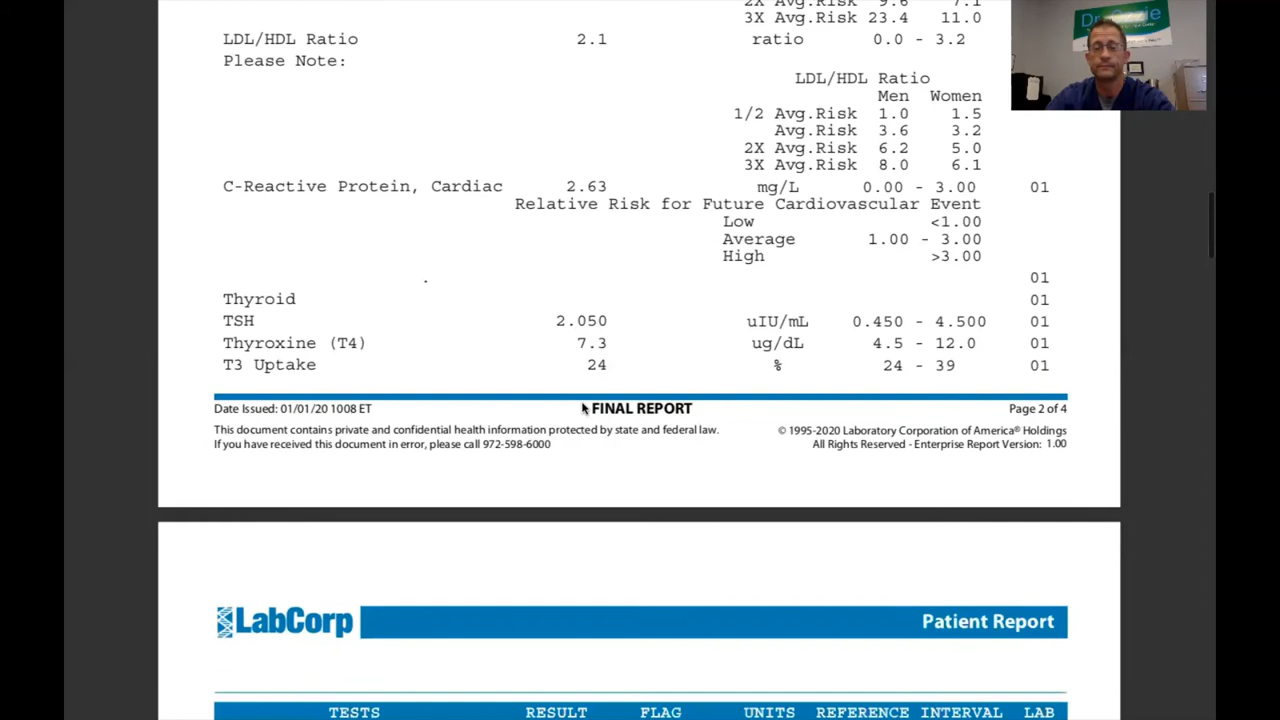 2X Avg.Risk 9.6 7.1
3X Avg.Risk 23.4 11.0
LDL/HDL Ratio 2.1 ratio 0.0 - 3.2
Please Note:
LDL/HDL Ratio
Men Women
1/2 Avg.Risk 1.0 1.5
Avg.Risk 3.6 3.2
2X Avg.Risk 6.2 5.0
3X Avg.Risk 8.0 6.1
C-Reactive Protein, Cardiac 2.63 mg/L 0.00 - 3.00 01
Relative Risk for Future Cardiovascular Event
Low <1.00
Average 1.00 - 3.00
High >3.00
. 01
Thyroid 01
TSH 2.050 uIU/mL 0.450 - 4.500 01
Thyroxine (T4) 7.3 ug/dL 4.5 - 12.0 01
T3 Uptake 24 % 24 - 39 01
Date Issued: 01/01/20 1008 ET FINAL REPORT Page 2 of 4
This document contains private and confidential health information protected by state and federal law. © 1995-2020 Laboratory Corporation of America® Holdings
If you have received this document in error, please call 972-598-6000 All Rights Reserved - Enterprise Report Version: 1.00
LabCorp Patient Report
TESTS RESULT FLAG UNITS REFERENCE INTERVAL LAB